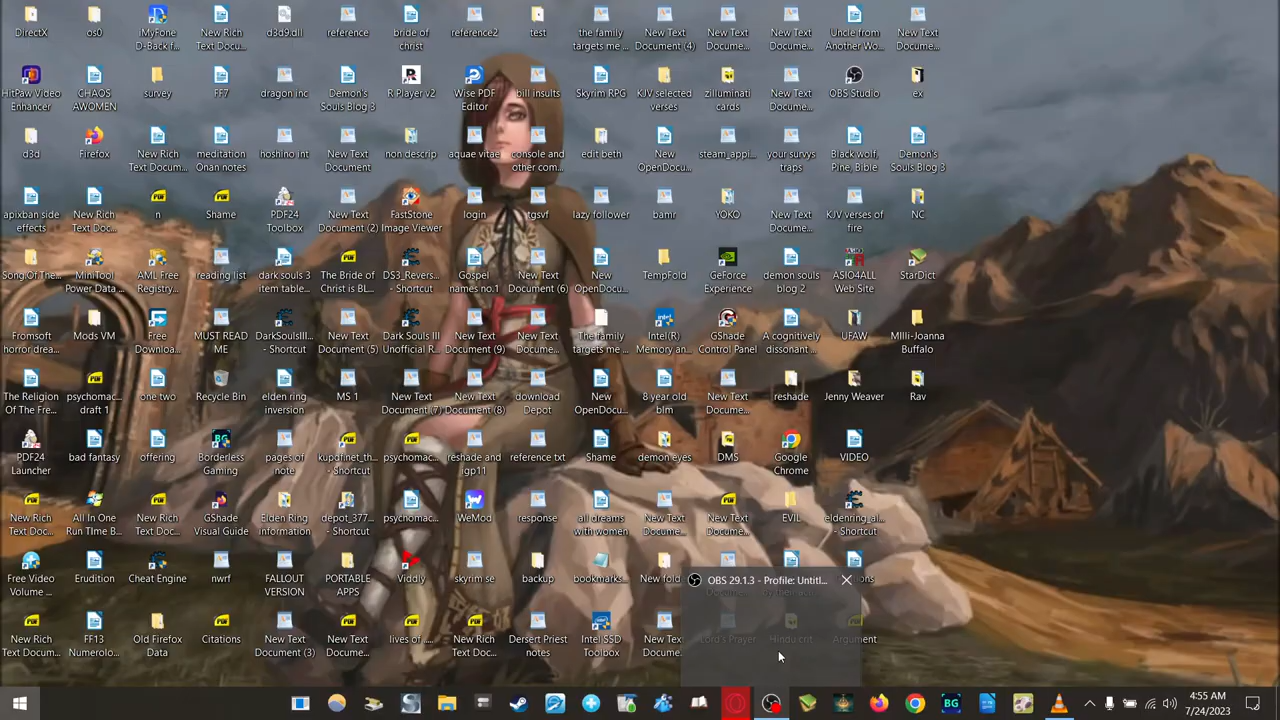 DirectX
os0
iMyFone
D-Back f...
New Rich
Text Docu...
d3d9.dll
reference
bride of
christ
reference2
test
the family
targets me ...
New Text
Document (4)
New Text
Docume...
New Text
Docume...
Uncle from
Another Wo...
New Text
Docume...
HitPaw Video
Enhancer
CHAOS
AWOMEN
survey
FF7
dragon inc
Demon's
Souls Blog 3
R Player v2
Wise PDF
Editor
bill insults
Skyrim RPG
KJV selected
verses
zilluminati
cards
New Text
Docume...
OBS Studio
ex
d3d
Firefox
New Rich
Text Docum...
meditation
Onan notes
hoshino int
New Text
Document
non descrip
aquae vitae
console and
other com...
edit beth
New
OpenDocu...
steam_appi...
your survys
traps
Black wolf,
Pine, Bible
Demon's
Souls Blog 3
apixban side
effects
New Rich
Text Doc...
n
Shame
PDF24
Toolbox
New Text
Document (2)
FastStone
Image Viewer
login
tgsvf
lazy follower
bamr
YOKO
New Text
Docume...
KJV verses of
fire
NC
Song.Of.The...
MiniTool
Power Data ...
AML Free
Registry...
reading list
dark souls 3
item table...
The Bride of
Christ is BL...
DS3_Revers...
- Shortcut
Gospel
names no.1
New Text
Document (6)
New
OpenDocu...
TempFold
GeForce
Experience
demon souls
blog 2
ASIO4ALL
Web Site
StarDict
Fromsoft
horror drea...
Mods VM
Free
Downloa...
MUST READ
ME
DarkSoulsIII...
- Shortcut
New Text
Document (5)
Dark Souls III
Unofficial R...
New Text
Document (9)
New Text
Docume...
The family
targets me ...
Intel(R)
Memory an...
GShade
Control Panel
A cognitively
dissonant ...
UFAW
MIlli-Joanna
Buffalo
The Religion
Of The Fre...
psychomac...
draft 1
one two
Recycle Bin
elden ring
inversion
MS 1
New Text
Document (7)
New Text
Document (8)
download
Depot
New
OpenDocu...
8 year old
blm
New Text
Docume...
reshade
Jenny Weaver
Rav
PDF24
Launcher
bad fantasy
offering
Borderless
Gaming
pages of
note
kupdf.net_th...
- Shortcut
psychomac...
reshade and
jgp11
reference txt
Shame
demon eyes
DMS
Google
Chrome
VIDEO
New Rich
Text Doc...
All In One
Run TIme B...
New Rich
Text Docu...
GShade
Visual Guide
Elden Ring
information
depot_377...
- Shortcut
psychomac...
WeMod
response
all dreams
with women
New Text
Docume...
New Text
Docume...
EVIL
eldenring_al...
- Shortcut
Free Video
Volume ...
Erudition
Cheat Engine
nwrf
FALLOUT
VERSION
PORTABLE
APPS
Viddly
skyrim se
backup
bookmarks...
New fold...
OBS 29.1.3 - Profile: Untitl...
New Rich
Text Docum...
FF13
Numerolo...
Old Firefox
Data
Citations
New Text
Document (3)
New Text
Docume...
lives of .....
New Rich
Text Doc...
Dersert Priest
notes
Intel SSD
Toolbox
New Tex...
Docume...
Lord's Prayer
Hindu crit
Argument
4:55 AM
7/24/2023